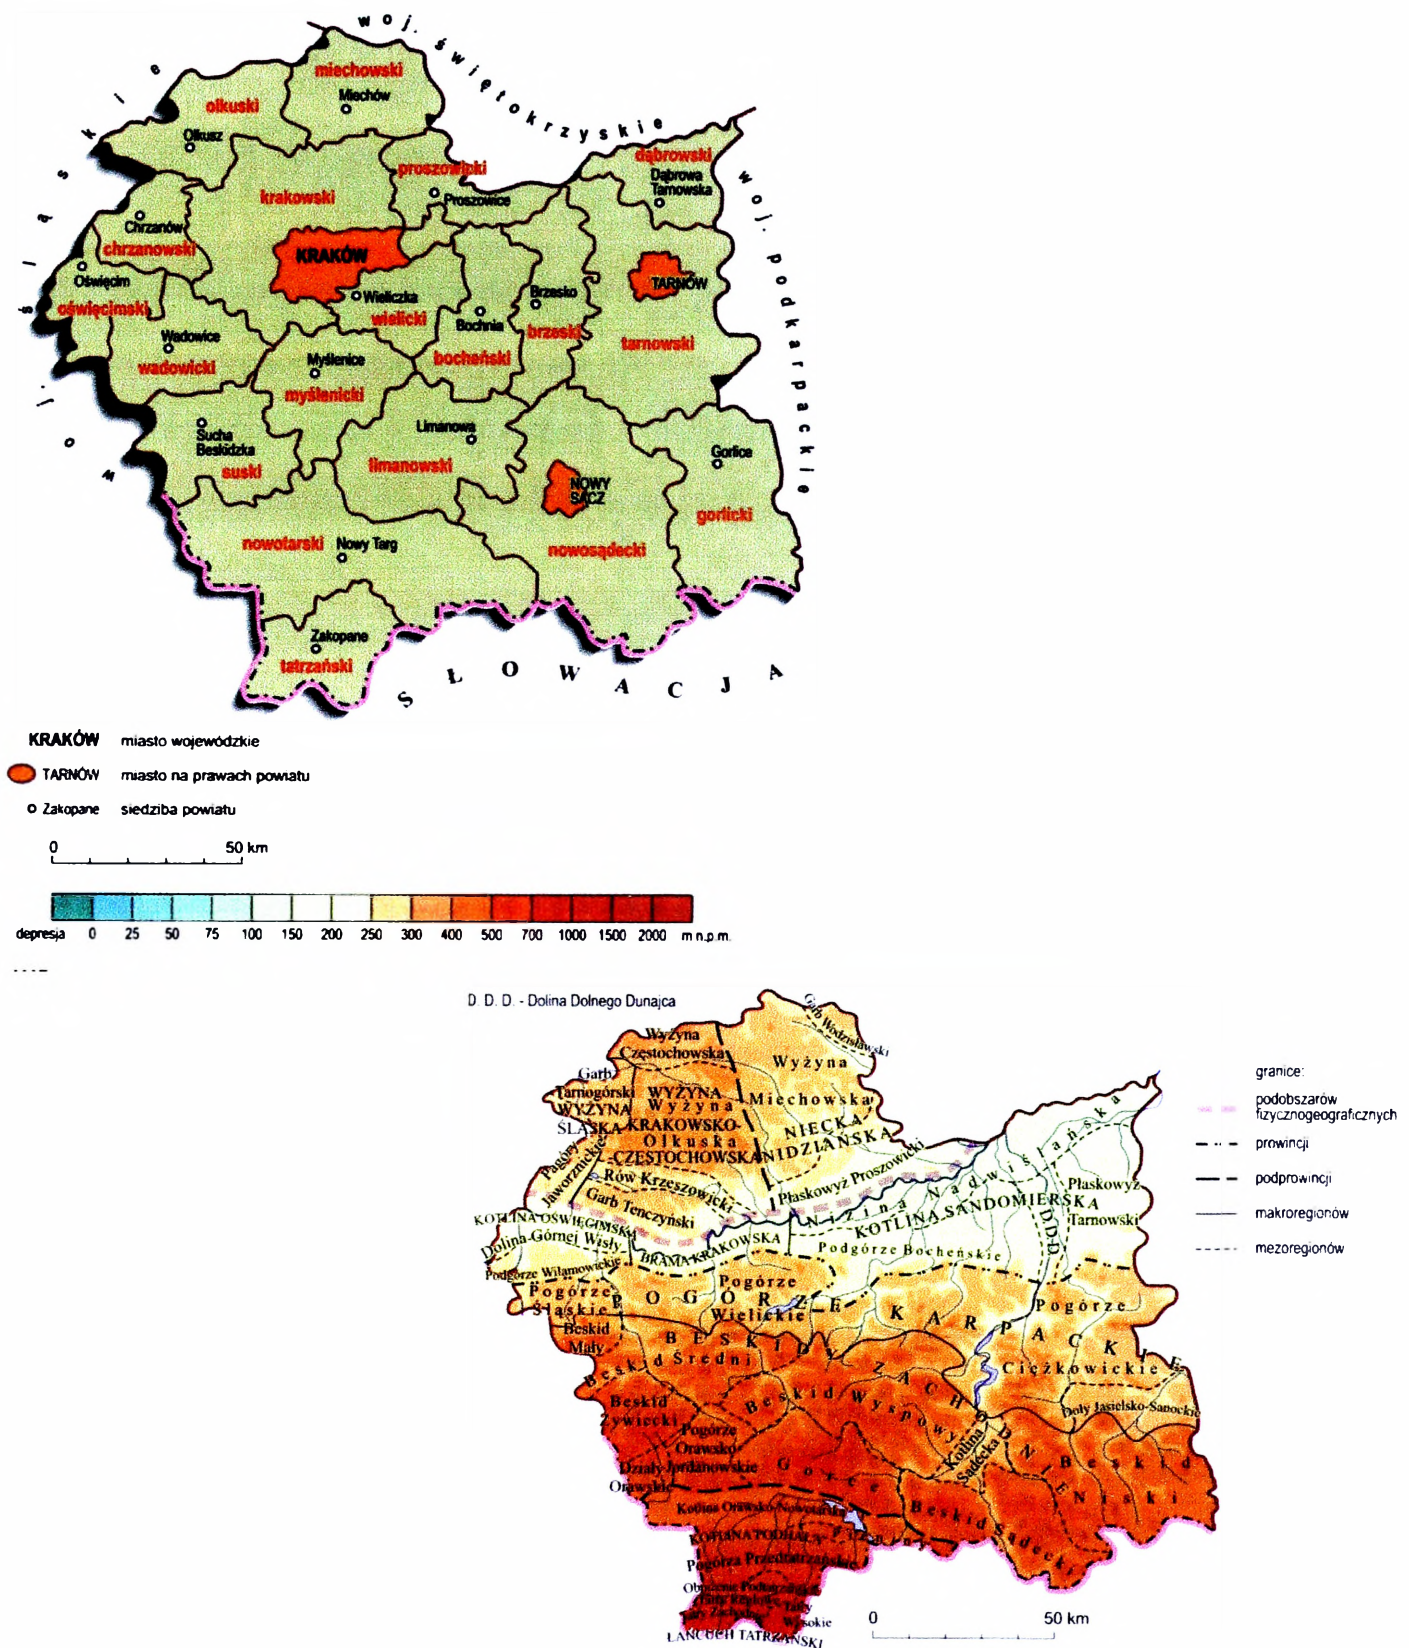 woj. świętokrzyskie
woj. śląskie
woj. podkarpackie
miechowski
Miechów
olkuski
Olkusz
proszowicki
Proszowice
dąbrowski
Dąbrowa
Tarnowska
krakowski
KRAKÓW
Chrzanów
chrzanowski
Oświęcim
oświęcimski
TARNÓW
tarnowski
Wieliczka
wielicki
Bochnia
bocheński
Brzesko
brzeski
Wadowice
wadowicki
Myślenice
myślenicki
Sucha
Beskidzka
suski
Limanowa
limanowski
NOWY
SĄCZ
Gorlice
gorlicki
nowotarski
Nowy Targ
nowosądecki
Zakopane
tatrzański
SŁOWACJA
KRAKÓW miasto wojewódzkie
TARNÓW miasto na prawach powiatu
Zakopane siedziba powiatu
0 50 km
depresja 0 25 50 75 100 150 200 250 300 400 500 700 1000 1500 2000 m n.p.m.
D. D. D. - Dolina Dolnego Dunajca
Garb Wodzisławski
Wyżyna
Częstochowska
Wyżyna
Miechowska
Garb
Tarnogórski
WYŻYNA
ŚLĄSKA
WYŻYNA
Wyżyna
KRAKOWSKO-
Olkuska
-CZĘSTOCHOWSKA
NIECKA
NIDZIAŃSKA
Pagóry
Jaworznickie
Rów Krzeszowicki
Garb Tenczyński
Płaskowyż Proszowicki
Nizina Nadwiślańska
KOTLINA SANDOMIERSKA
Płaskowyż
Tarnowski
D.D.D.
KOTLINA OŚWIĘCIMSKA
Dolina Górnej Wisły
BRAMA KRAKOWSKA
Podgórze Bocheńskie
Podgórze Wilamowickie
Pogórze
Śląskie
Pogórze
Wielickie
POGÓRZE KARPACKIE
Pogórze
Ciężkowickie
Beskid
Mały
BESKIDY ZACHODNIE
Beskid Średni
Beskid Wyspowy
Doły Jasielsko-Sanockie
Beskid
Żywiecki
Pogórze
Orawsko-
Jordanowskie
Działy
Orawskie
Gorce
Kotlina
Sądecka
Beskid
Niski
Kotlina Orawsko-Nowotarska
Beskid Sądecki
KOTLINA PODHALA
Pieniny
Pogórza Przedtatrzańskie
Tatry
Wysokie
ŁAŃCUCH TATRZAŃSKI
granice:
podobszarów
fizycznogeograficznych
prowincji
podprowincji
makroregionów
mezoregionów
0 50 km